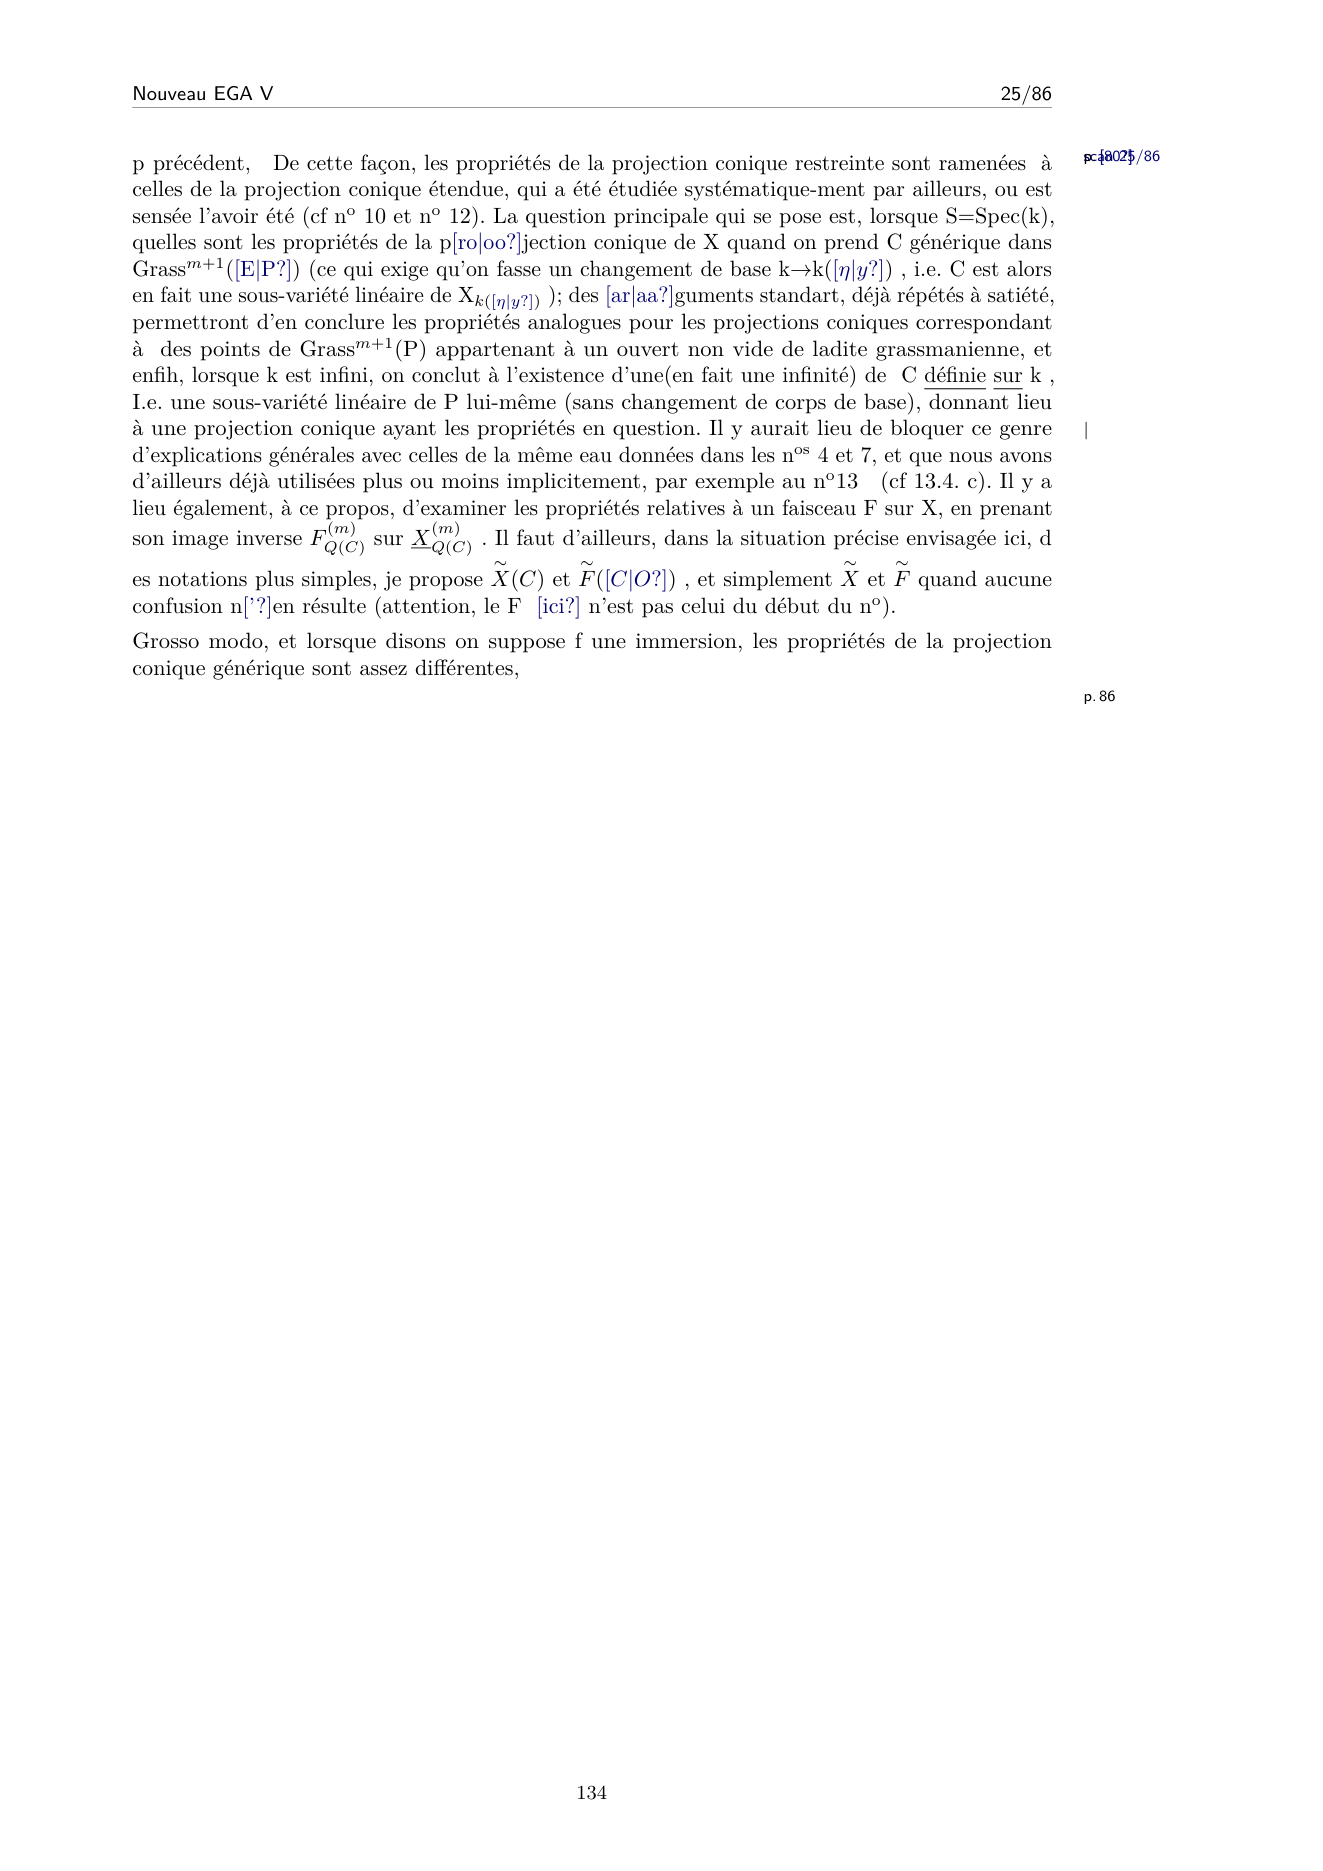 Nouveau EGA V 25/86
p précédent, De cette façon, les propriétés de la projection conique restreinte sont ramenées à
celles de la projection conique étendue, qui a été étudiée systématique-ment par ailleurs, ou est
sensée l'avoir été (cf nº 10 et nº 12). La question principale qui se pose est, lorsque S=Spec(k),
quelles sont les propriétés de la p[ro|oo?]jection conique de X quand on prend C générique dans
Grass^{m+1}([E|P?]) (ce qui exige qu'on fasse un changement de base k→k([η|y?]) , i.e. C est alors
en fait une sous-variété linéaire de X_{k([η|y?])} ); des [ar|aa?]guments standart, déjà répétés à satiété,
permettront d'en conclure les propriétés analogues pour les projections coniques correspondant
à des points de Grass^{m+1}(P) appartenant à un ouvert non vide de ladite grassmanienne, et
enfih, lorsque k est infini, on conclut à l'existence d'une(en fait une infinité) de C définie sur k ,
I.e. une sous-variété linéaire de P lui-même (sans changement de corps de base), donnant lieu
à une projection conique ayant les propriétés en question. Il y aurait lieu de bloquer ce genre |
d'explications générales avec celles de la même eau données dans les nos 4 et 7, et que nous avons
d'ailleurs déjà utilisées plus ou moins implicitement, par exemple au nº13 (cf 13.4. c). Il y a
lieu également, à ce propos, d'examiner les propriétés relatives à un faisceau F sur X, en prenant
son image inverse F^{(m)}_{Q(C)} sur X^{(m)}_{Q(C)} . Il faut d'ailleurs, dans la situation précise envisagée ici, d
es notations plus simples, je propose X̃(C) et F̃([C|O?]) , et simplement X̃ et F̃ quand aucune
confusion n['?]en résulte (attention, le F [ici?] n'est pas celui du début du nº).
Grosso modo, et lorsque disons on suppose f une immersion, les propriétés de la projection
conique générique sont assez différentes,
p. 86
134